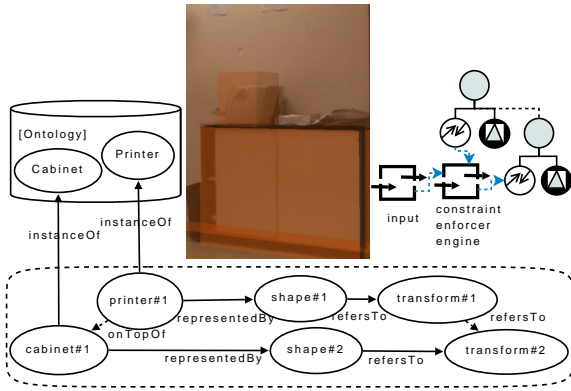 [Ontology]
Cabinet
Printer
instanceOf
instanceOf
input
constraint
enforcer
engine
printer#1
shape#1
transform#1
representedBy
refersTo
refersTo
onTopOf
cabinet#1
representedBy
shape#2
refersTo
transform#2